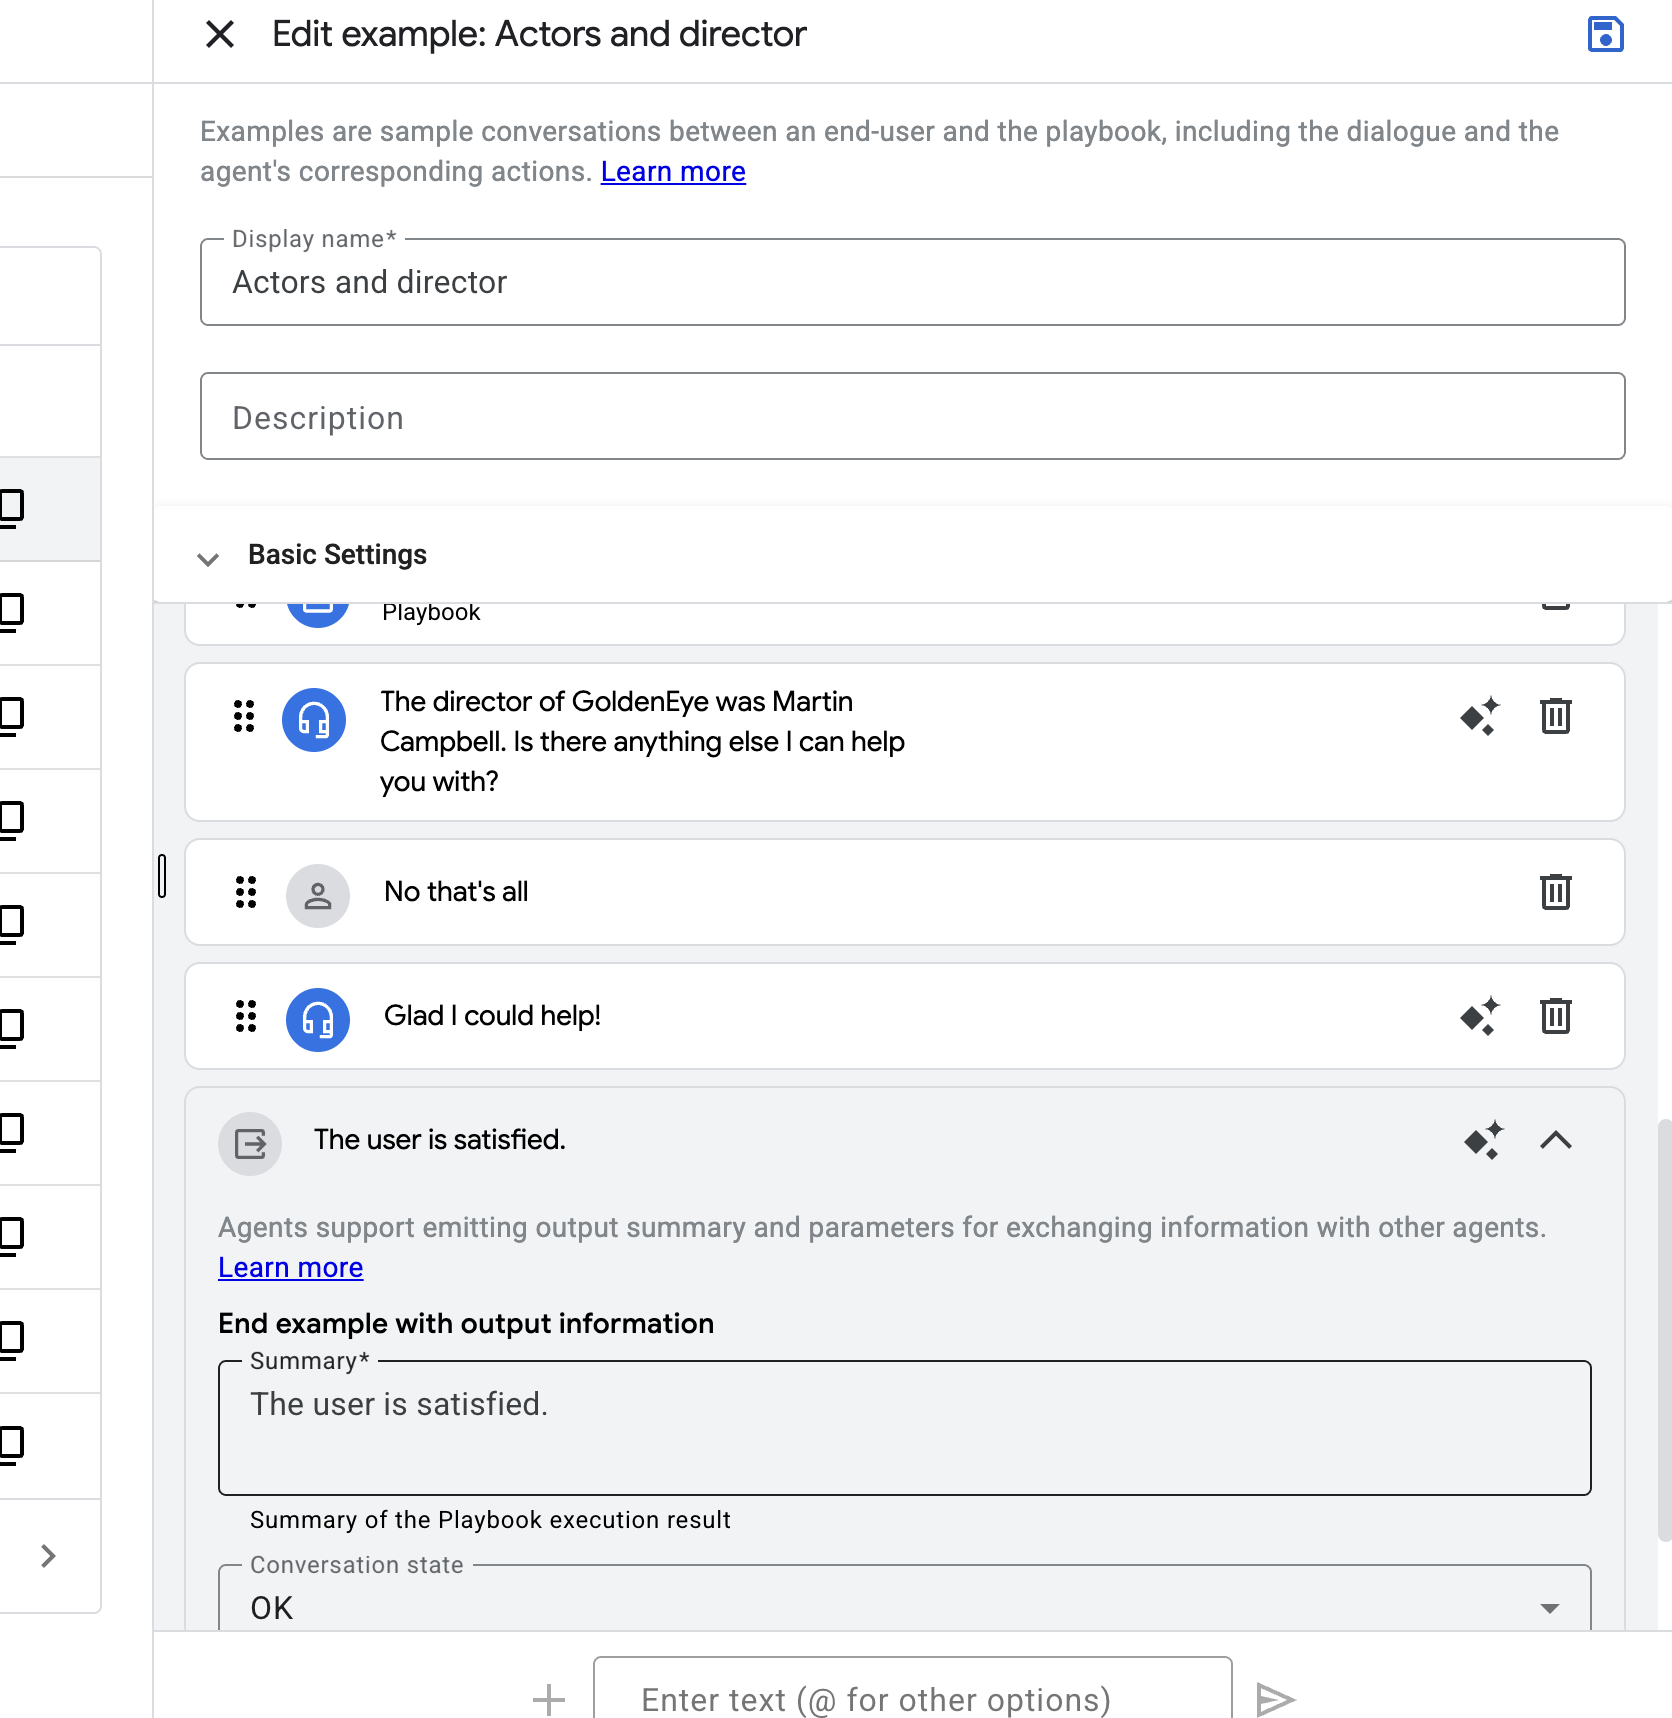 Edit example: Actors and director
Examples are sample conversations between an end-user and the playbook, including the dialogue and the
agent's corresponding actions. Learn more
Display name*
Actors and director
Description
Basic Settings
Playbook
The director of GoldenEye was Martin
Campbell. Is there anything else I can help
you with?
No that's all
Glad I could help!
The user is satisfied.
Agents support emitting output summary and parameters for exchanging information with other agents.
Learn more
End example with output information
Summary*
The user is satisfied.
Summary of the Playbook execution result
Conversation state
OK
Enter text (@ for other options)